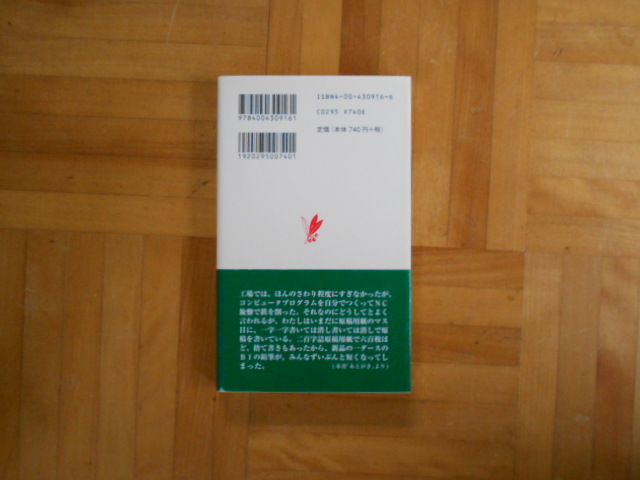 ISBN4-00-430916-6
C0295 ¥740E
定価(本体 740円+税)
9784004309161
1920295007401
工場では、ほんのさわり程度にすぎなかったが、
コンピュータプログラムを自分でつくってNC
旋盤で鉄を削った。それなのにどうしてとよく
言われるが、わたしはいまだに原稿用紙のマス
目に、一字一字書いては消し書いては消しで原
稿を書いている。二百字詰原稿用紙で六百枚ほ
ど、捨て書きもあったから、新品の一ダースの
Bの鉛筆が、みんなずいぶんと短くなってし
まった。
(本書「あとがき」より)